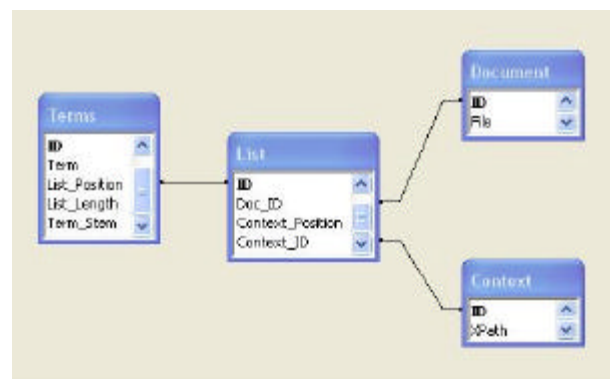 Terms
ID
Term
List_Position
List_Length
Term_Stem
List
ID
Doc_ID
Context_Position
Context_ID
Document
ID
File
Context
ID
XPath